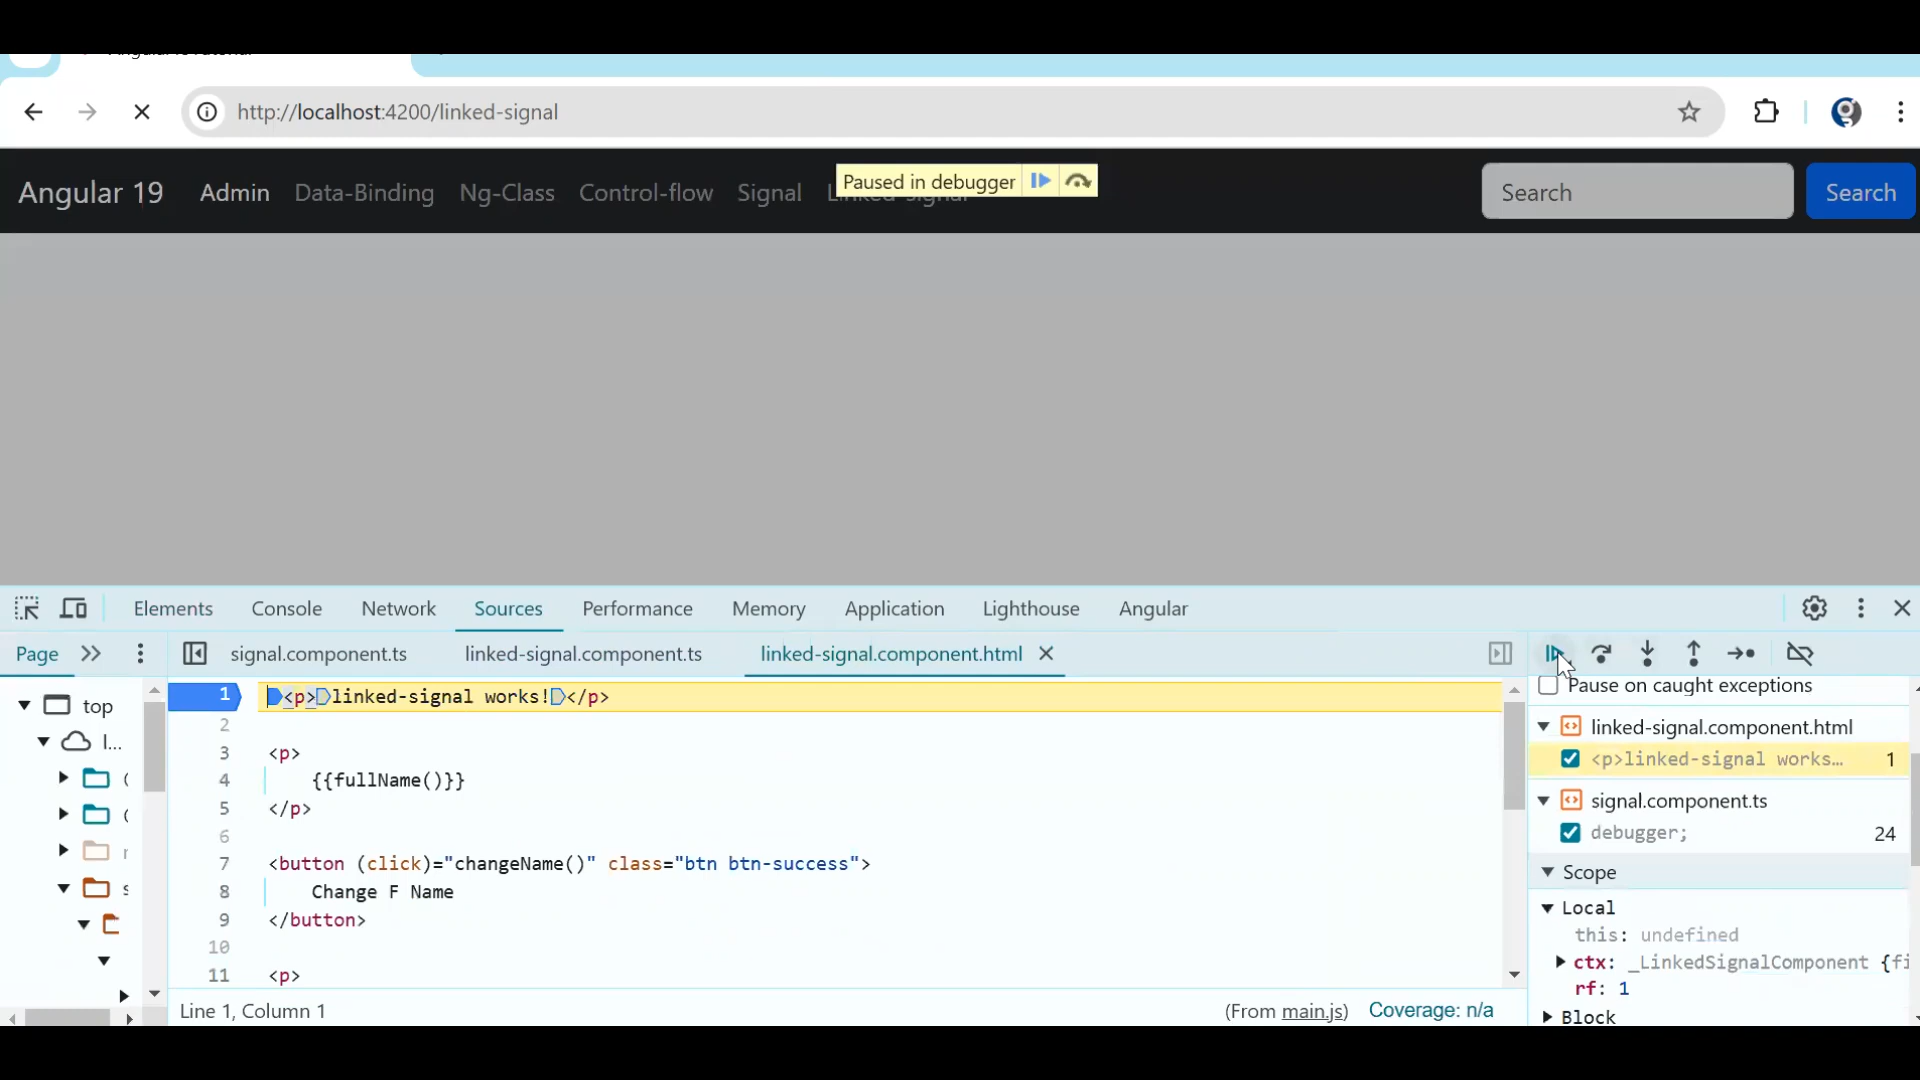 http://localhost:4200/linked-signal
Angular 19 Admin Data-Binding Ng-Class Control-flow Signal
Paused in debugger
Search Search
Elements Console Network Sources Performance Memory Application Lighthouse Angular
Page signal.component.ts linked-signal.component.ts linked-signal.component.html
top
l...
1 <p>linked-signal works!</p>
2
3 <p>
4 {{fullName()}}
5 </p>
6
7 <button (click)="changeName()" class="btn btn-success">
8 Change F Name
9 </button>
10
11 <p>
Line 1, Column 1 (From main.js) Coverage: n/a
Pause on caught exceptions
linked-signal.component.html
<p>linked-signal works… 1
signal.component.ts
debugger; 24
Scope
Local
this: undefined
ctx: _LinkedSignalComponent {fi
rf: 1
Block